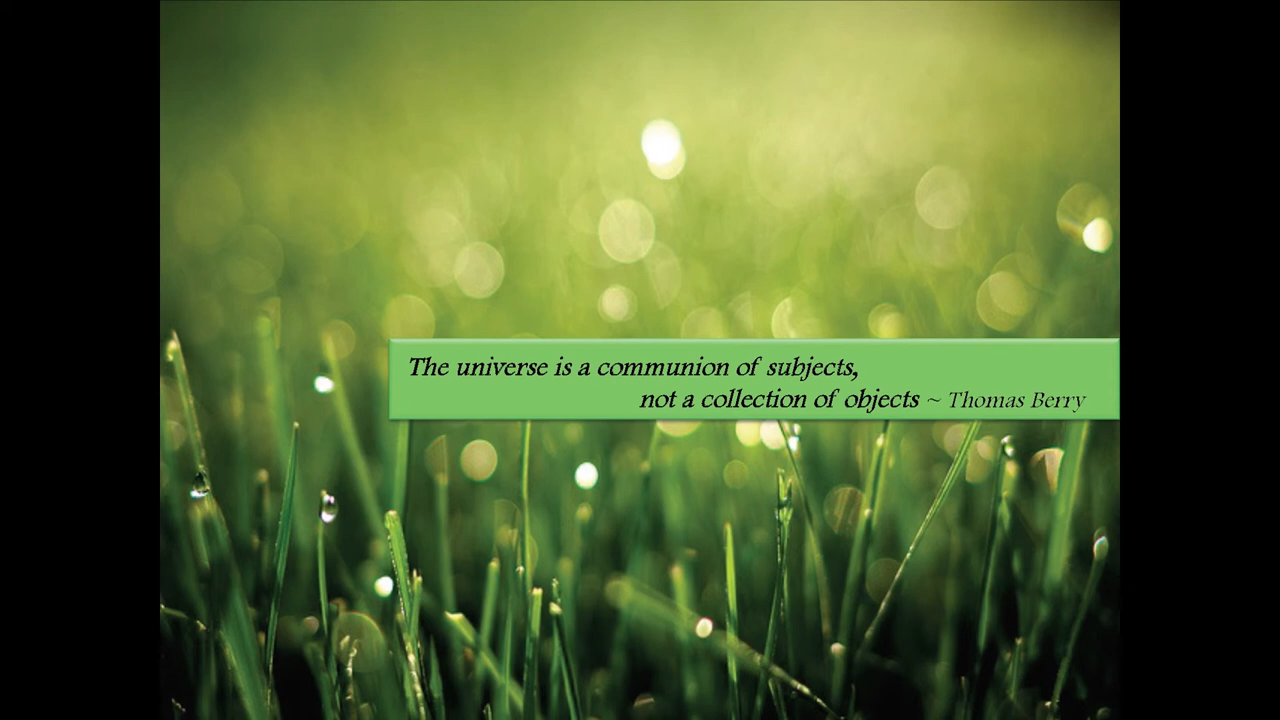 The universe is a communion of subjects,
not a collection of objects ~ Thomas Berry